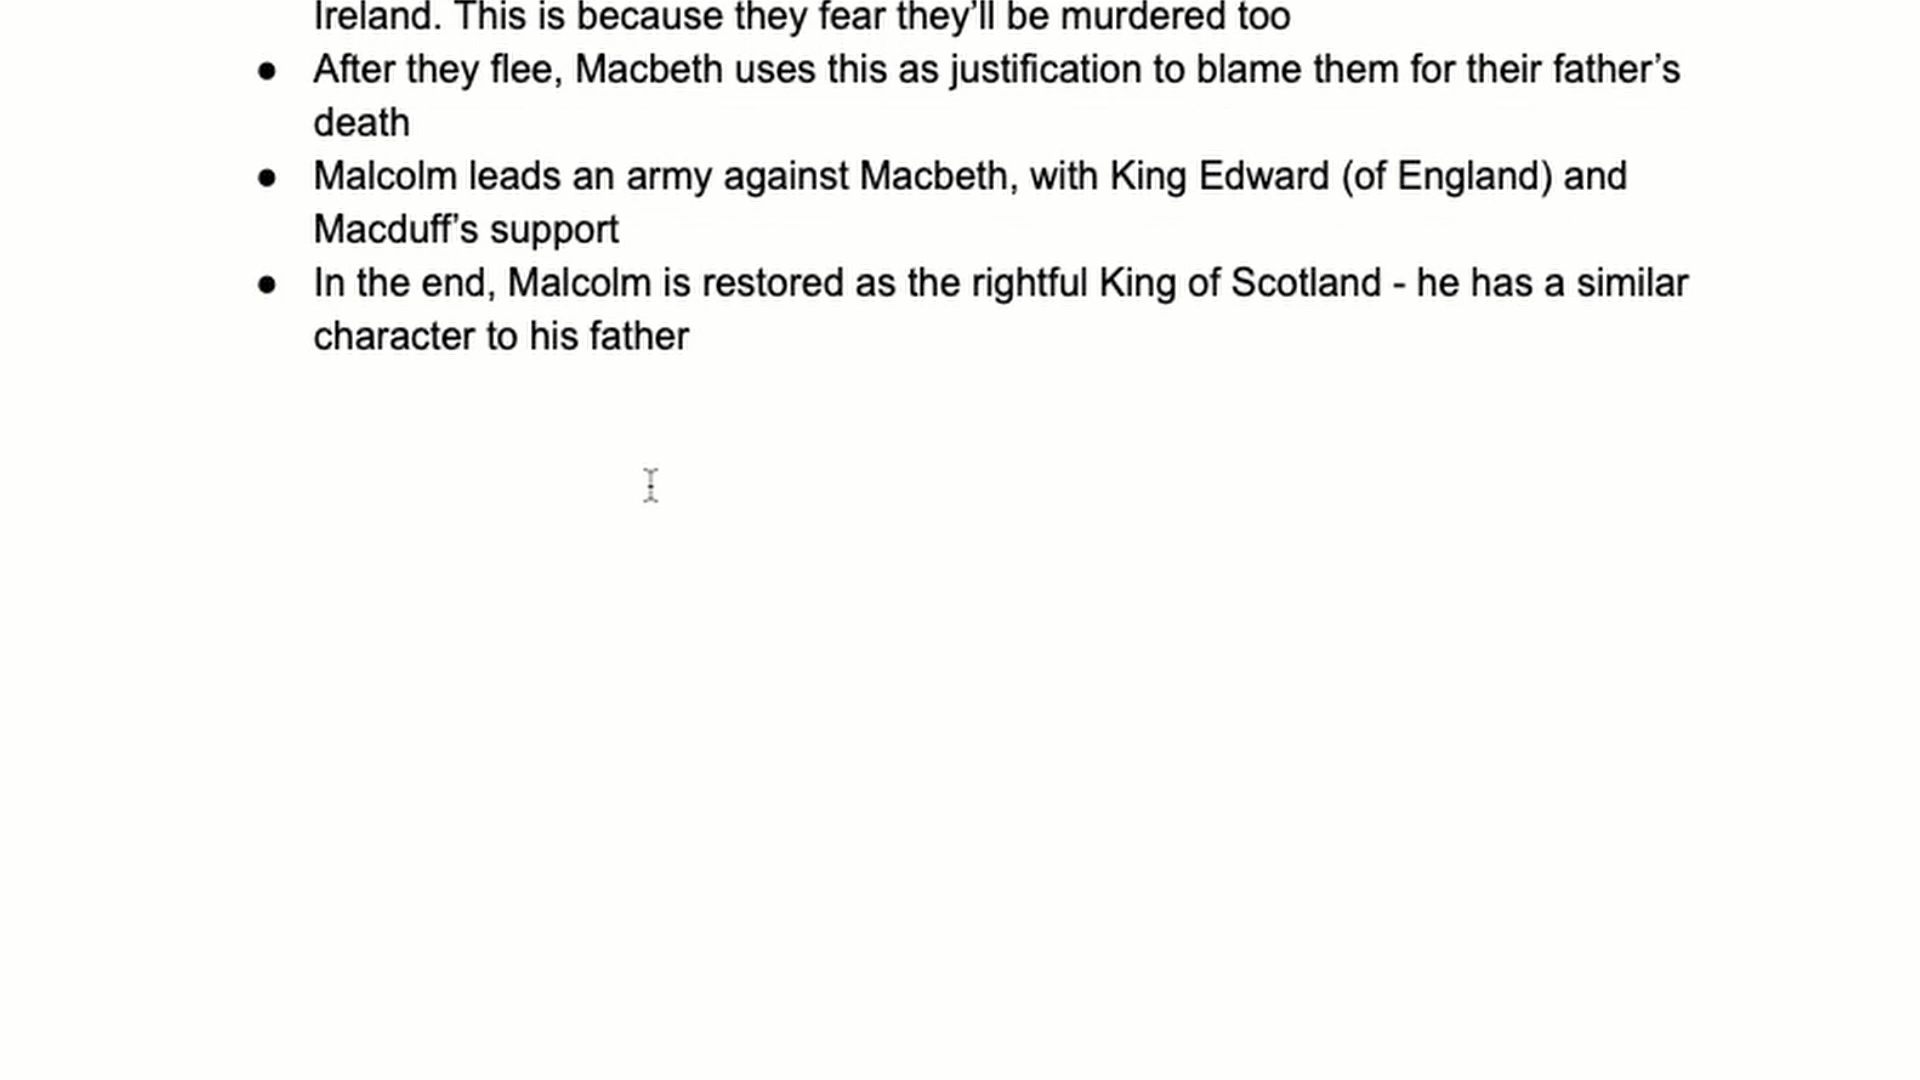 Ireland. This is because they fear they’ll be murdered too
● After they flee, Macbeth uses this as justification to blame them for their father’s
death
● Malcolm leads an army against Macbeth, with King Edward (of England) and
Macduff’s support
● In the end, Malcolm is restored as the rightful King of Scotland - he has a similar
character to his father